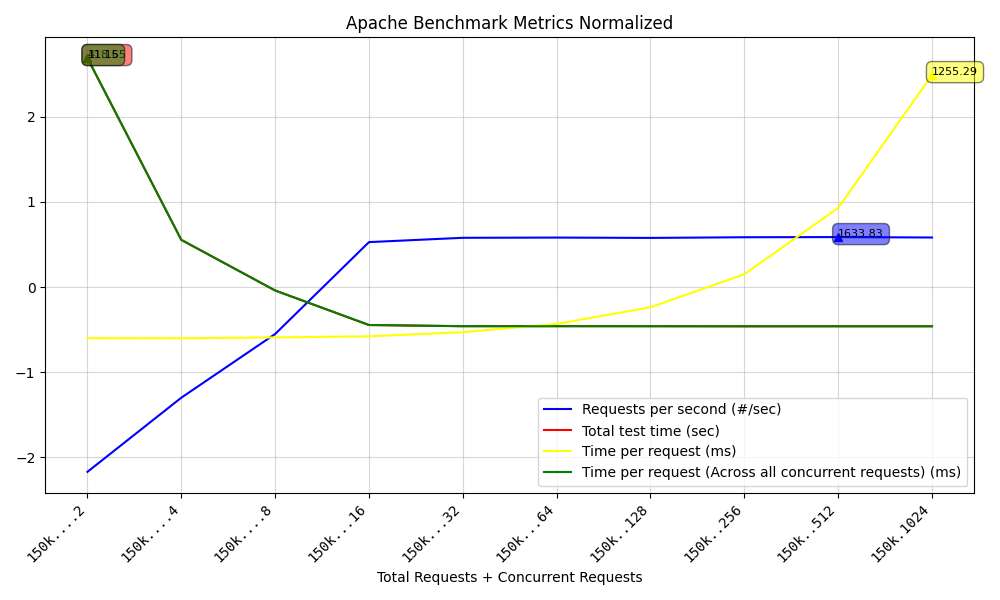 Apache Benchmark Metrics Normalized
1255.29
1633.83
2
1
0
−1
−2
Requests per second (#/sec)
Total test time (sec)
Time per request (ms)
Time per request (Across all concurrent requests) (ms)
150k....2
150k....4
150k....8
150k...16
150k...32
150k...64
150k..128
150k..256
150k..512
150k.1024
Total Requests + Concurrent Requests